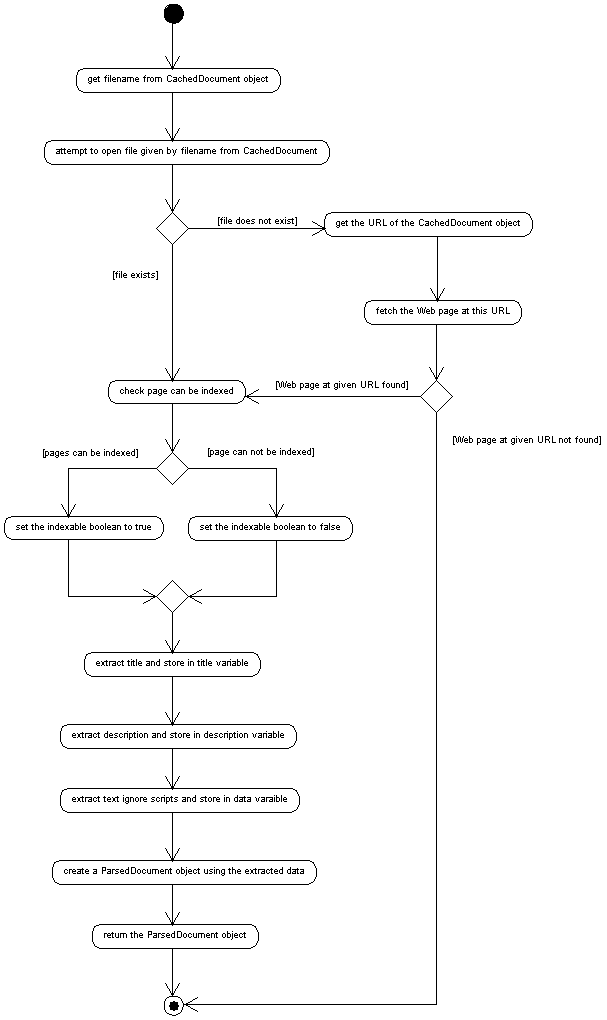 get filename from CachedDocument object
attempt to open file given by filename from CachedDocument
[file does not exist]
get the URL of the CachedDocument object
[file exists]
fetch the Web page at this URL
check page can be indexed
[Web page at given URL found]
[Web page at given URL not found]
[pages can be indexed]
[page can not be indexed]
set the indexable boolean to true
set the indexable boolean to false
extract title and store in title variable
extract description and store in description variable
extract text ignore scripts and store in data varaible
create a ParsedDocument object using the extracted data
return the ParsedDocument object